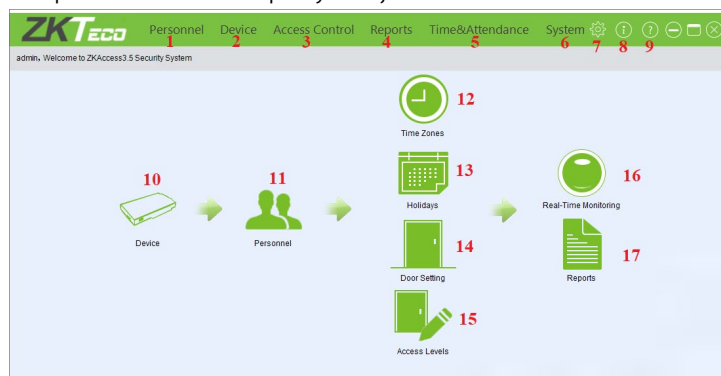 ZKTECO Personnel Device Access Control Reports Time&Attendance System
1 2 3 4 5 6 7 8 9
admin, Welcome to ZKAccess3.5 Security System
12
Time Zones
10 11 13 16
Holidays Real-Time Monitoring
Device Personnel
14 17
Door Setting Reports
15
Access Levels